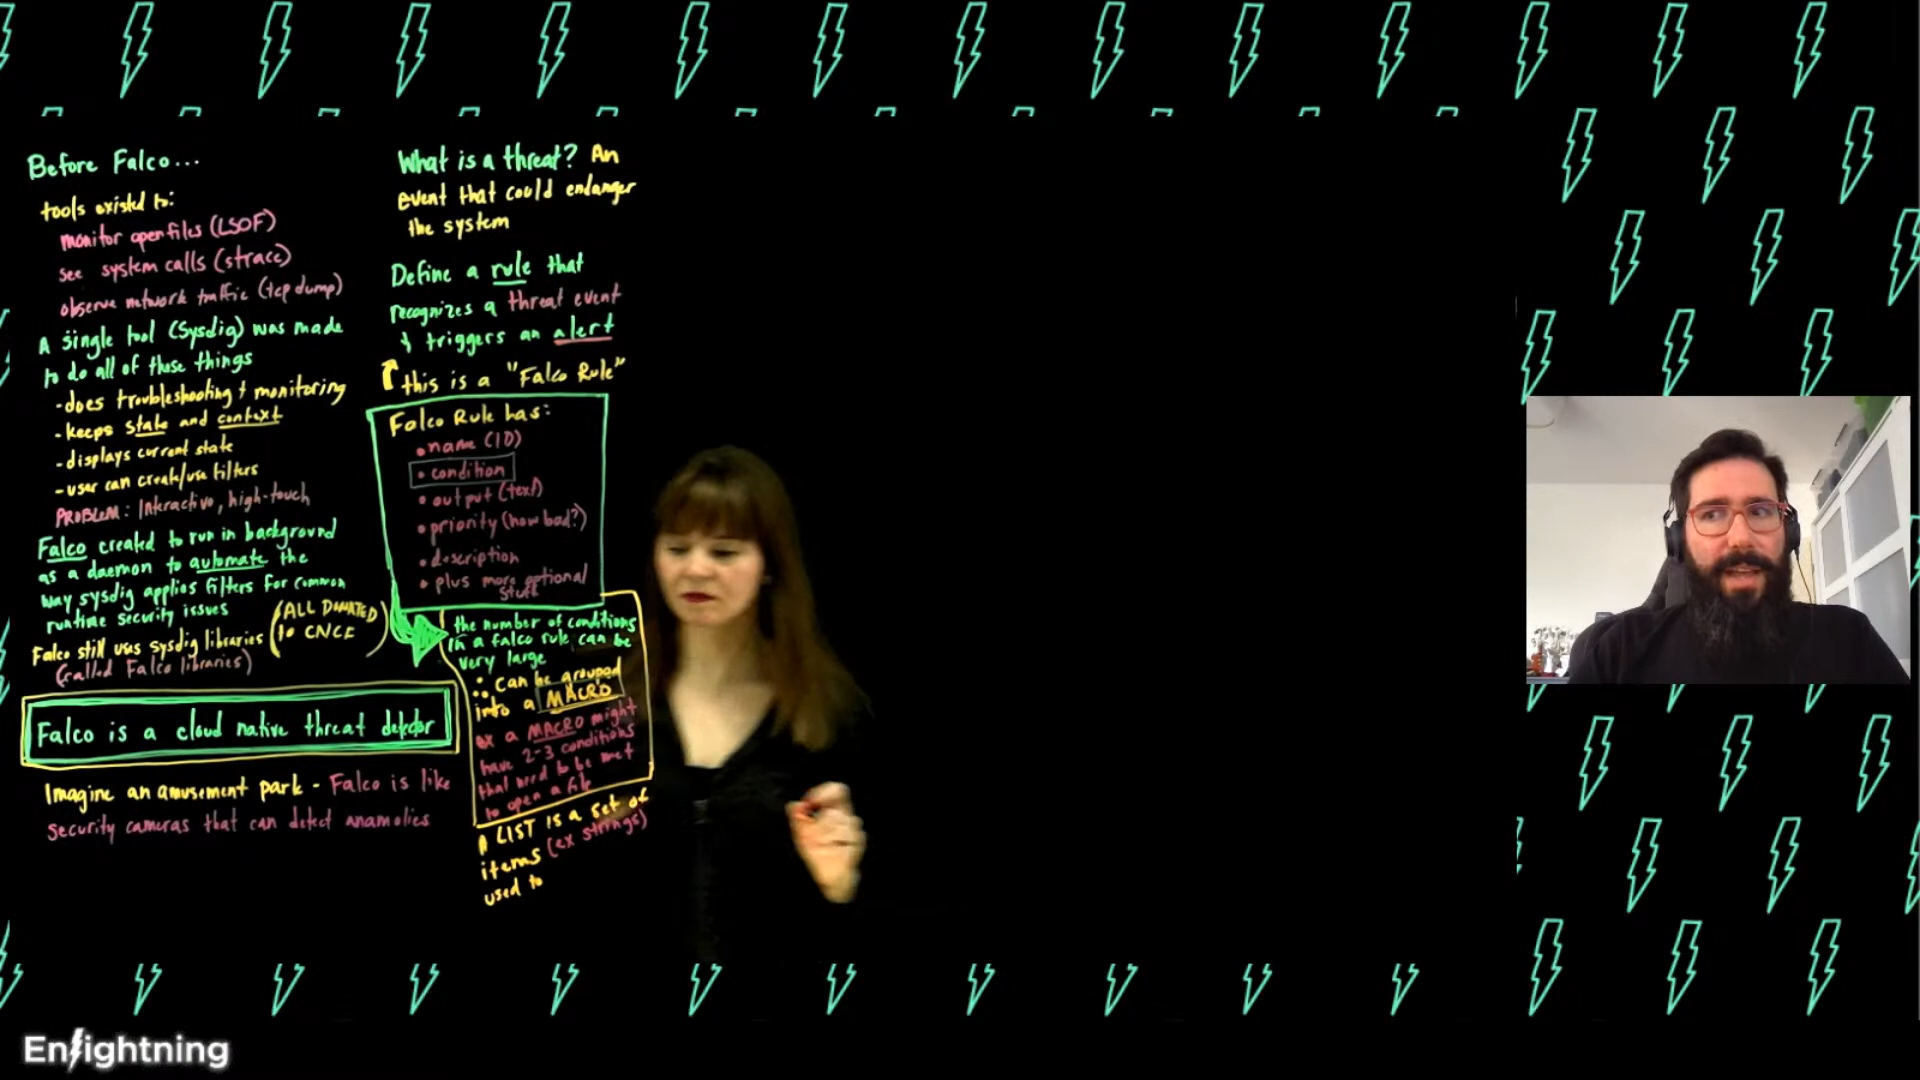 Before Falco...
tools existed to:
monitor open files (LSOF)
see system calls (strace)
observe network traffic (tcp dump)
A single tool (Sysdig) was made
to do all of these things
- does troubleshooting + monitoring
- keeps state and context
- displays current state
- user can create/use filters
PROBLEM: Interactive, high-touch
Falco created to run in background
as a daemon to automate the
way sysdig applies filters for common
runtime security issues
(ALL DONATED
to CNCF)
Falco still uses sysdig libraries
(called Falco libraries)
Falco is a cloud native threat detector
Imagine an amusement park - Falco is like
security cameras that can detect anamolies
What is a threat? An
event that could endanger
the system
Define a rule that
recognizes a threat event
& triggers an alert
this is a "Falco Rule"
Falco Rule has:
• name (ID)
• condition
• output (text)
• priority (how bad?)
• description
• plus more optional
stuff
the number of conditions
in a falco rule can be
very large
∴ can be grouped
into a MACRO
ex a MACRO might
have 2-3 conditions
that need to be met
to open a file
A LIST is a set of
items (ex strings)
used to
Enlightning